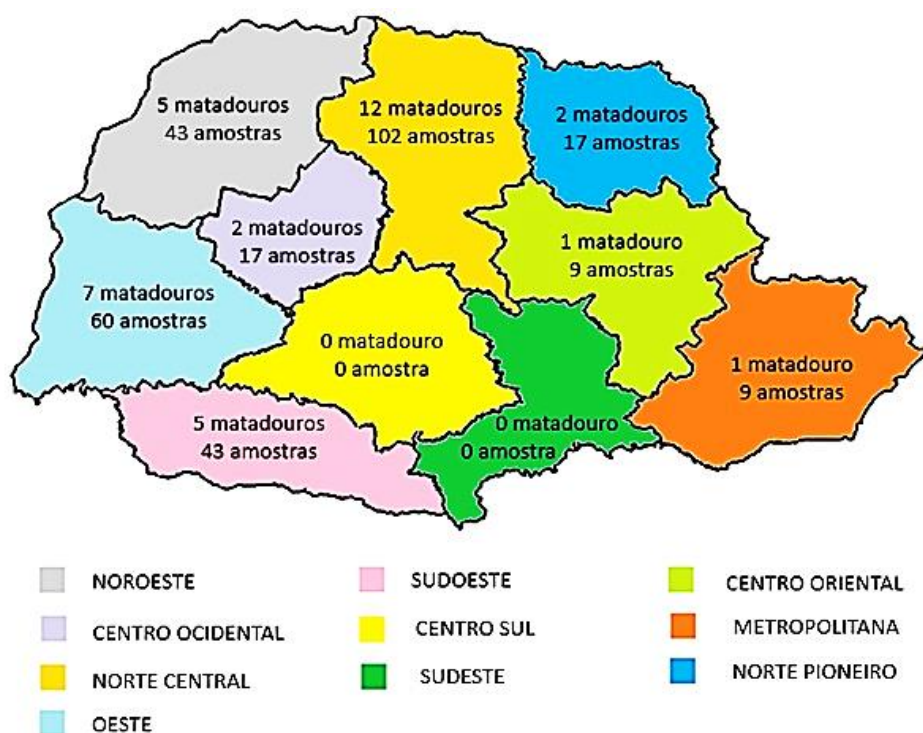 5 matadouros
43 amostras
12 matadouros
102 amostras
2 matadouros
17 amostras
2 matadouros
17 amostras
1 matadouro
9 amostras
7 matadouros
60 amostras
0 matadouro
0 amostra
1 matadouro
9 amostras
5 matadouros
43 amostras
0 matadouro
0 amostra
NOROESTE
SUDOESTE
CENTRO ORIENTAL
CENTRO OCIDENTAL
CENTRO SUL
METROPOLITANA
NORTE CENTRAL
SUDESTE
NORTE PIONEIRO
OESTE